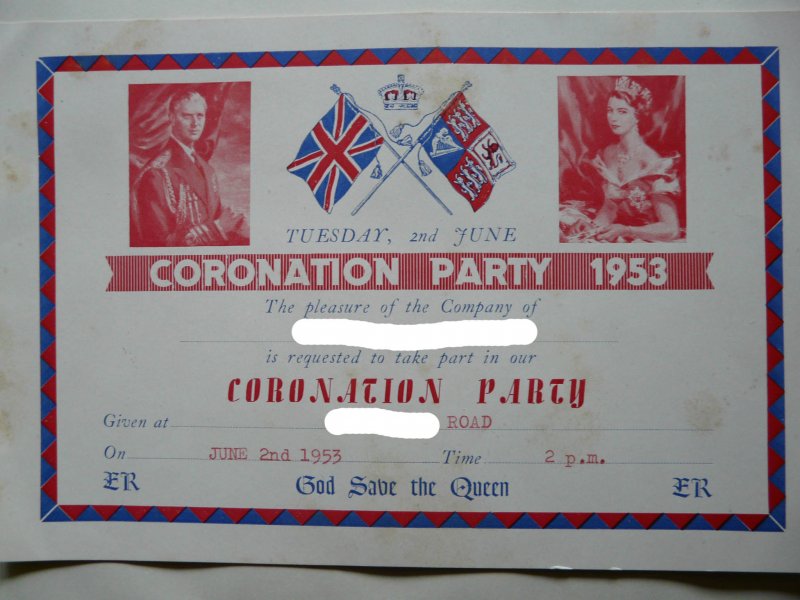 TUESDAY, 2nd JUNE
CORONATION PARTY 1953
The pleasure of the Company of
is requested to take part in our
CORONATION PARTY
Given at ROAD
On JUNE 2nd 1953 Time 2 p.m.
ER God Save the Queen ER